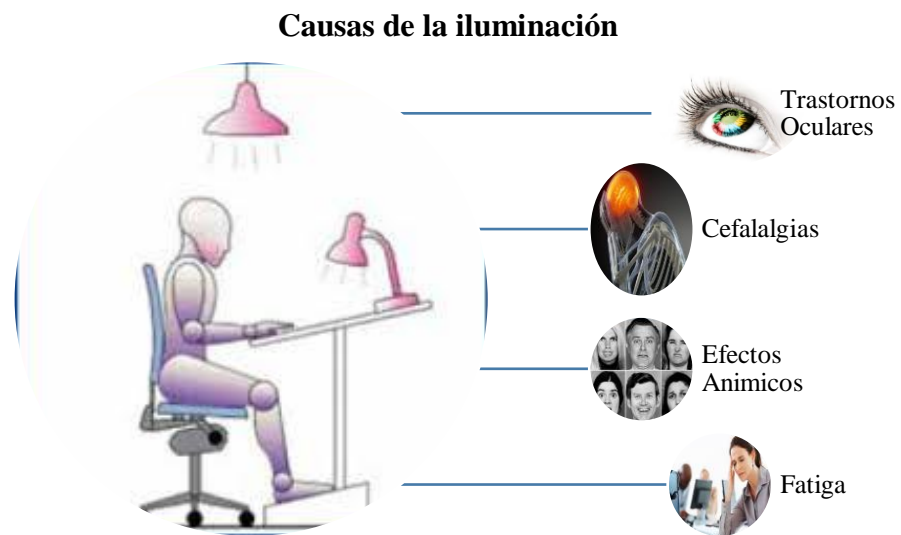 Causas de la iluminación
Trastornos
Oculares
Cefalalgias
Efectos
Animicos
Fatiga